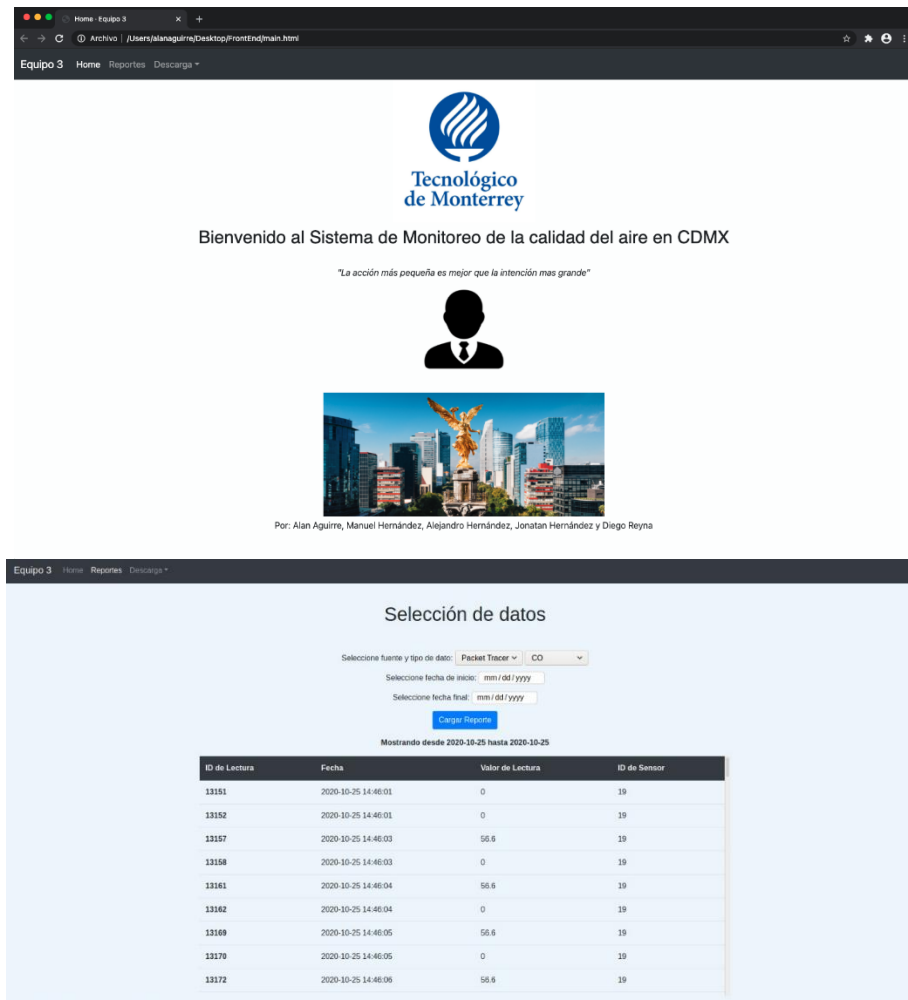 Home - Equipo 3
Archivo | /Users/alanaguirre/Desktop/FrontEnd/main.html
Equipo 3 Home Reportes Descarga
Tecnológico
de Monterrey
Bienvenido al Sistema de Monitoreo de la calidad del aire en CDMX
"La acción más pequeña es mejor que la intención mas grande"
Por: Alan Aguirre, Manuel Hernández, Alejandro Hernández, Jonatan Hernández y Diego Reyna
Equipo 3 Home Reportes Descarga
Selección de datos
Seleccione fuente y tipo de dato: Packet Tracer CO
Seleccione fecha de inicio: mm/dd/yyyy
Seleccione fecha final: mm/dd/yyyy
Cargar Reporte
Mostrando desde 2020-10-25 hasta 2020-10-25
ID de Lectura Fecha Valor de Lectura ID de Sensor
13151 2020-10-25 14:46:01 0 19
13152 2020-10-25 14:46:01 0 19
13157 2020-10-25 14:46:03 56.6 19
13158 2020-10-25 14:46:03 0 19
13161 2020-10-25 14:46:04 56.6 19
13162 2020-10-25 14:46:04 0 19
13169 2020-10-25 14:46:05 56.6 19
13170 2020-10-25 14:46:05 0 19
13172 2020-10-25 14:46:06 56.6 19